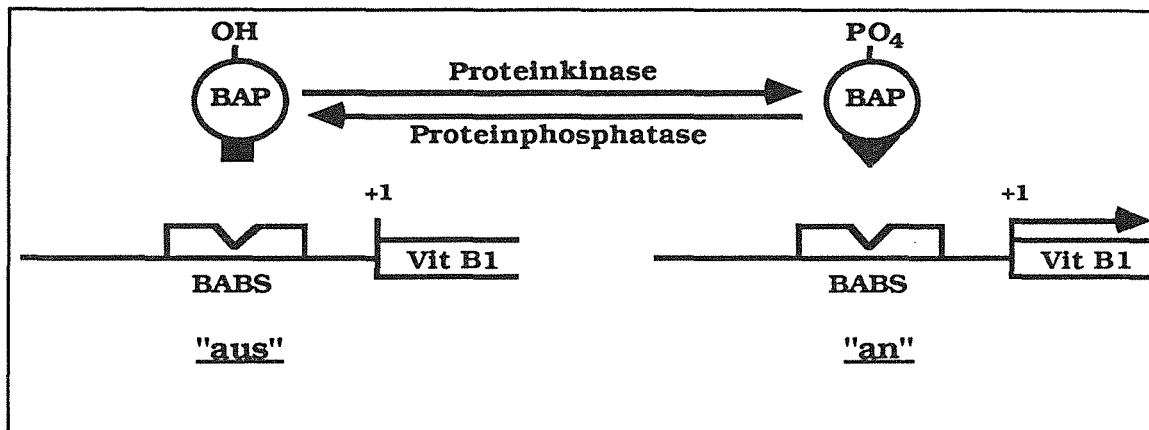 OH
PO4
Proteinkinase
BAP
BAP
Proteinphosphatase
+1
+1
Vit B1
Vit B1
BABS
BABS
"aus"
"an"